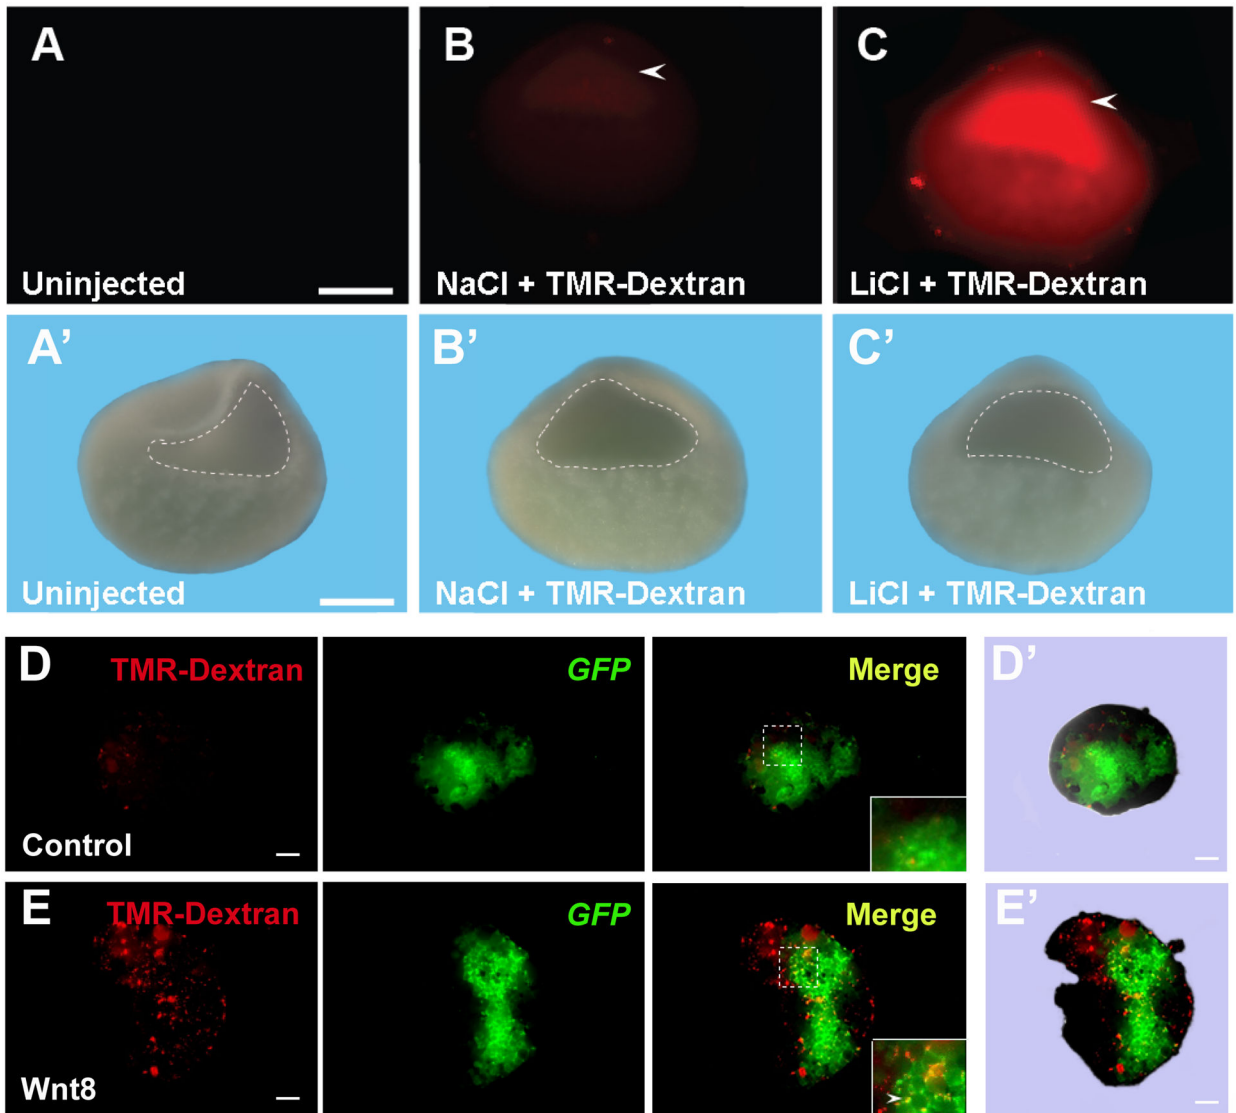 A
B
C
Uninjected
NaCl + TMR-Dextran
LiCl + TMR-Dextran
A’
B’
C’
Uninjected
NaCl + TMR-Dextran
LiCl + TMR-Dextran
D
TMR-Dextran
GFP
Merge
D’
Control
E
TMR-Dextran
GFP
Merge
E’
Wnt8